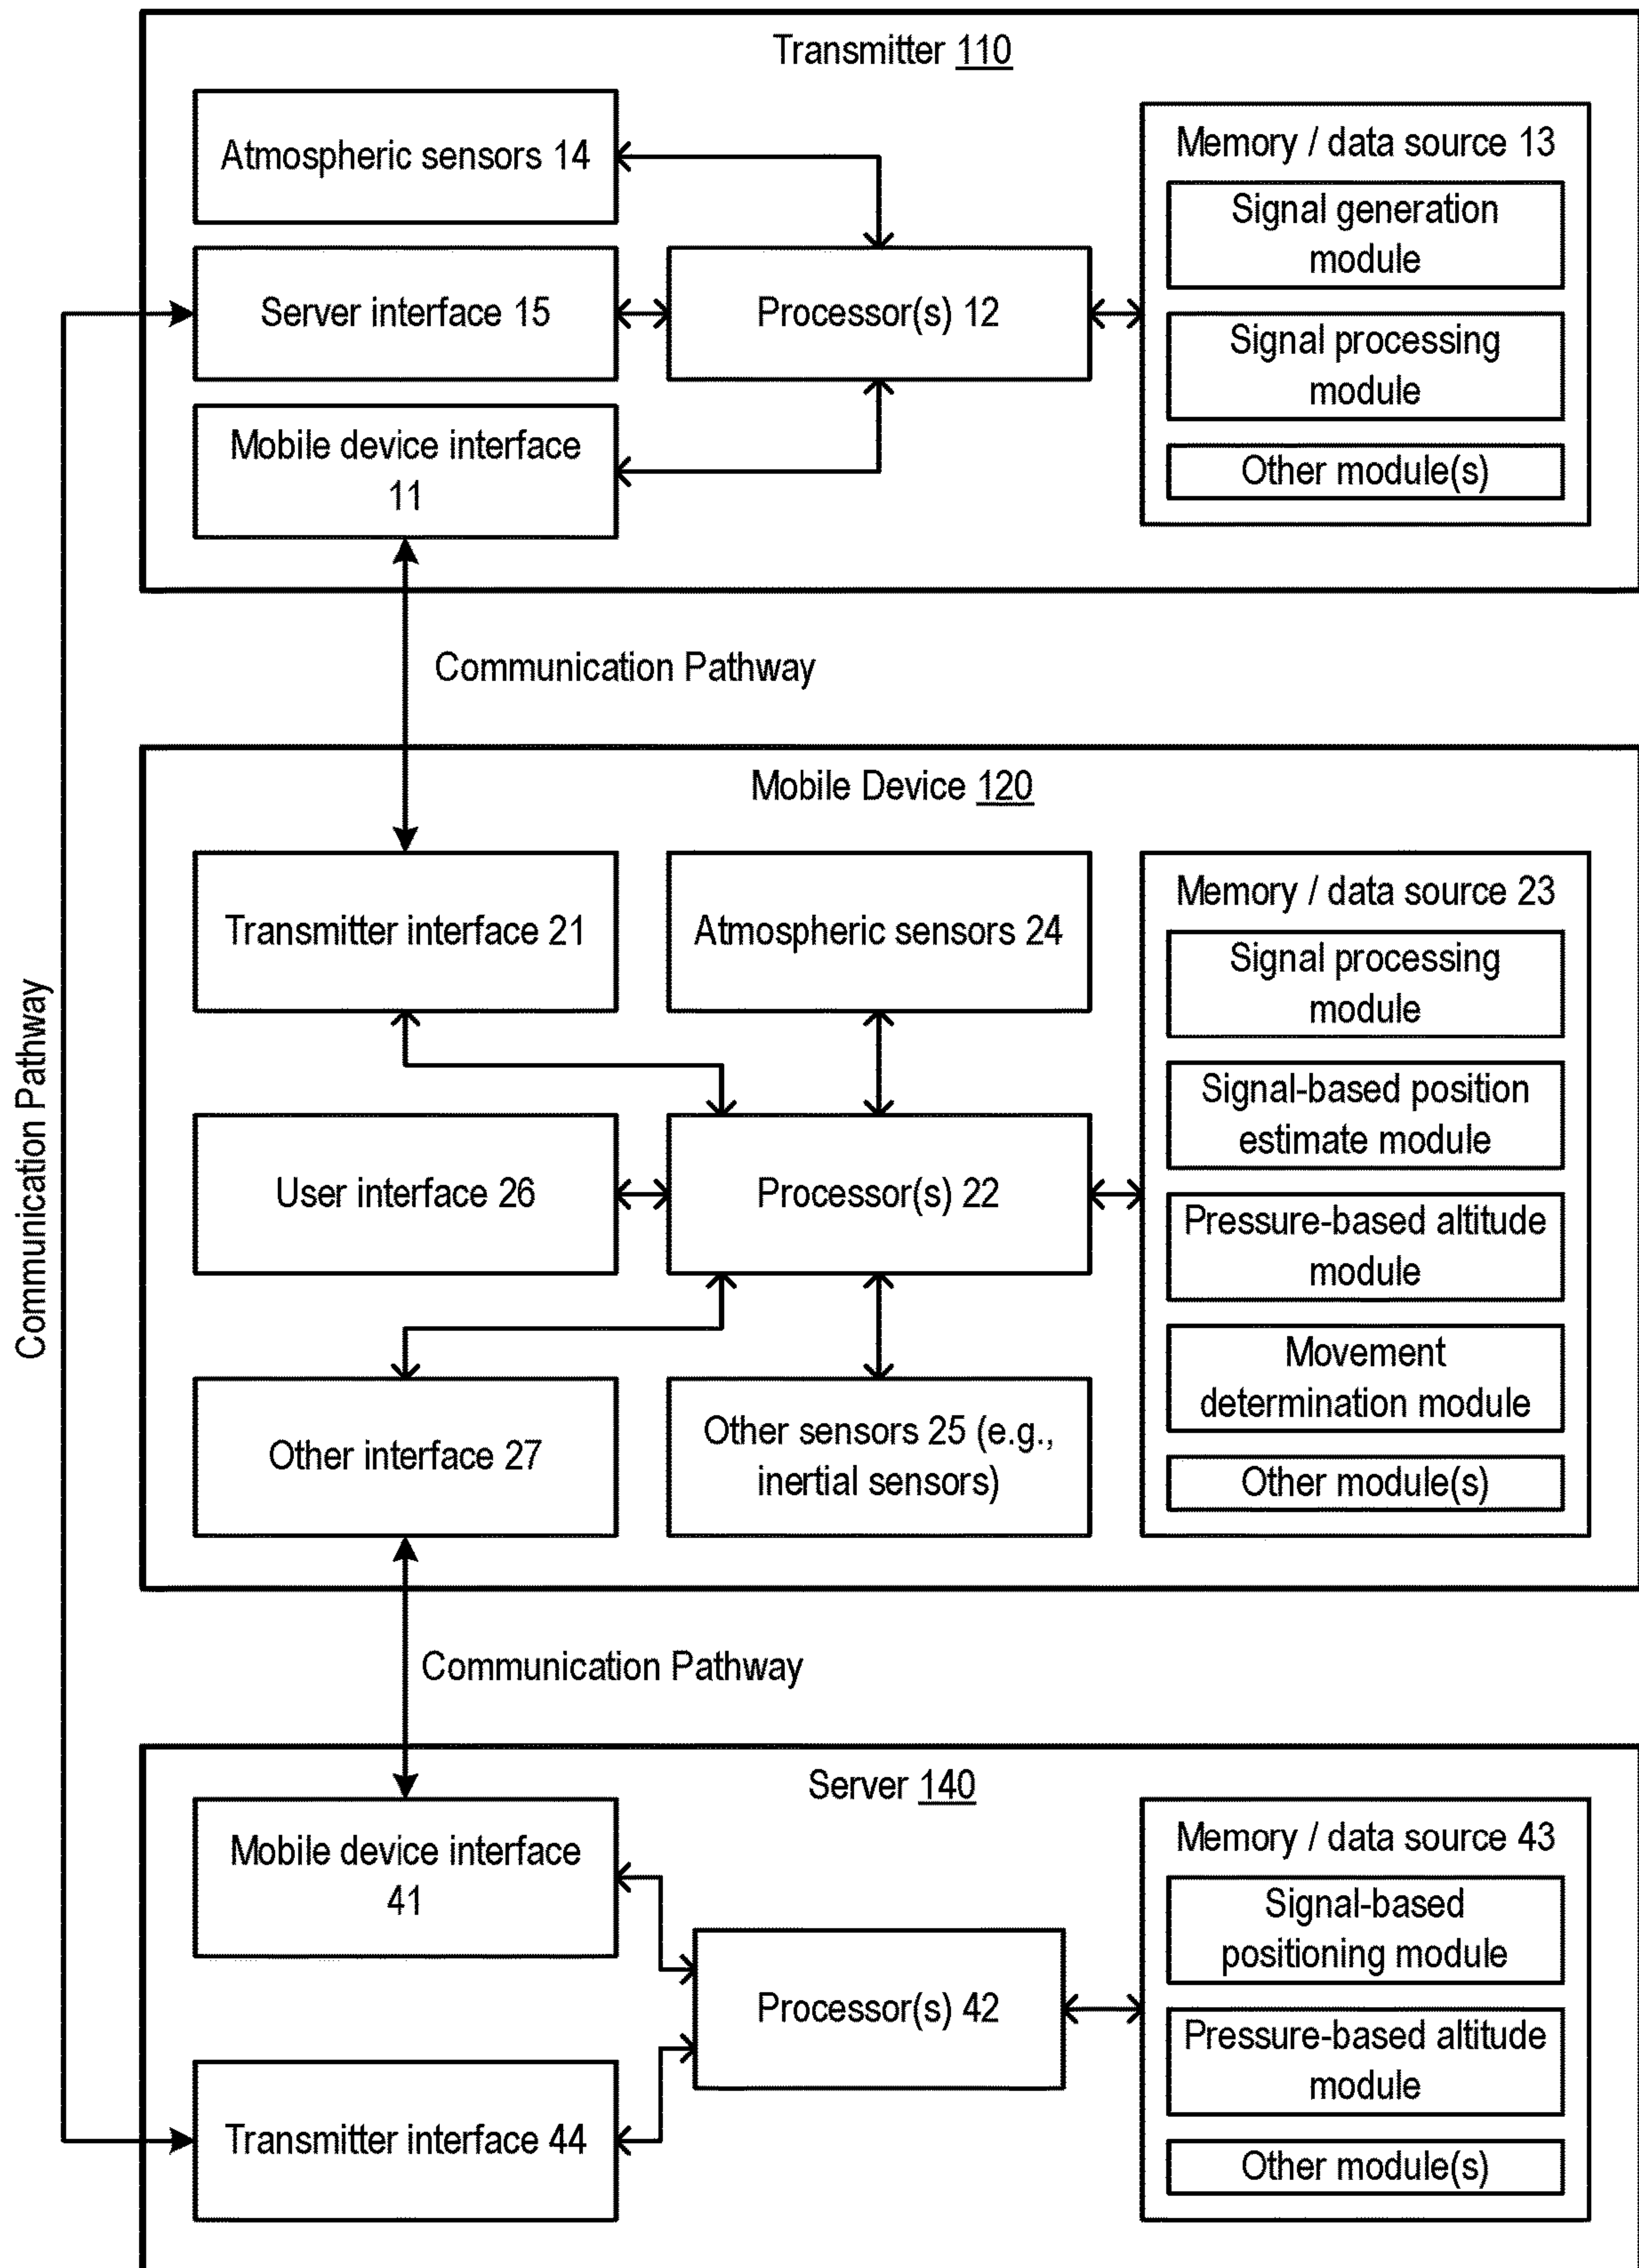 Transmitter 110
Atmospheric sensors 14
Server interface 15
Mobile device interface
11
Processor(s) 12
Memory / data source 13
Signal generation
module
Signal processing
module
Other module(s)
Communication Pathway
Communication Pathway
Mobile Device 120
Transmitter interface 21
Atmospheric sensors 24
User interface 26
Processor(s) 22
Other interface 27
Other sensors 25 (e.g.,
inertial sensors)
Memory / data source 23
Signal processing
module
Signal-based position
estimate module
Pressure-based altitude
module
Movement
determination module
Other module(s)
Communication Pathway
Server 140
Mobile device interface
41
Transmitter interface 44
Processor(s) 42
Memory / data source 43
Signal-based
positioning module
Pressure-based altitude
module
Other module(s)